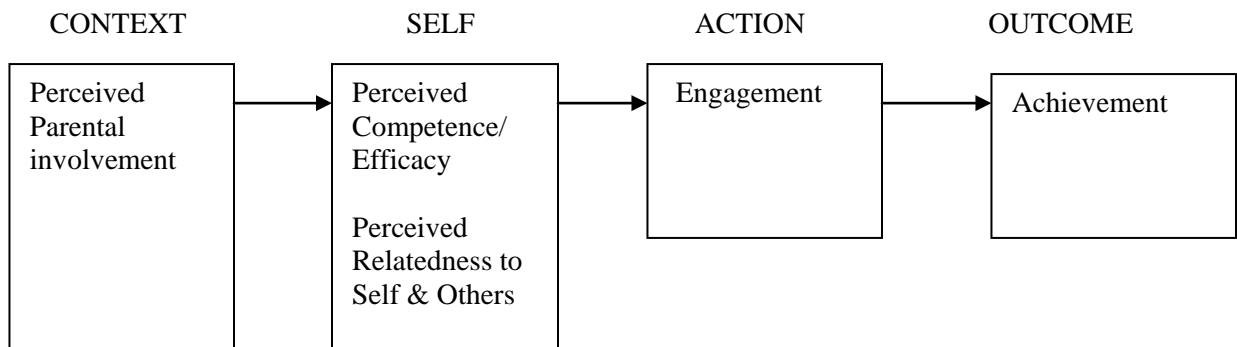 CONTEXT SELF ACTION OUTCOME
Perceived
Parental
involvement
Perceived
Competence/
Efficacy
Perceived
Relatedness to
Self & Others
Engagement
Achievement